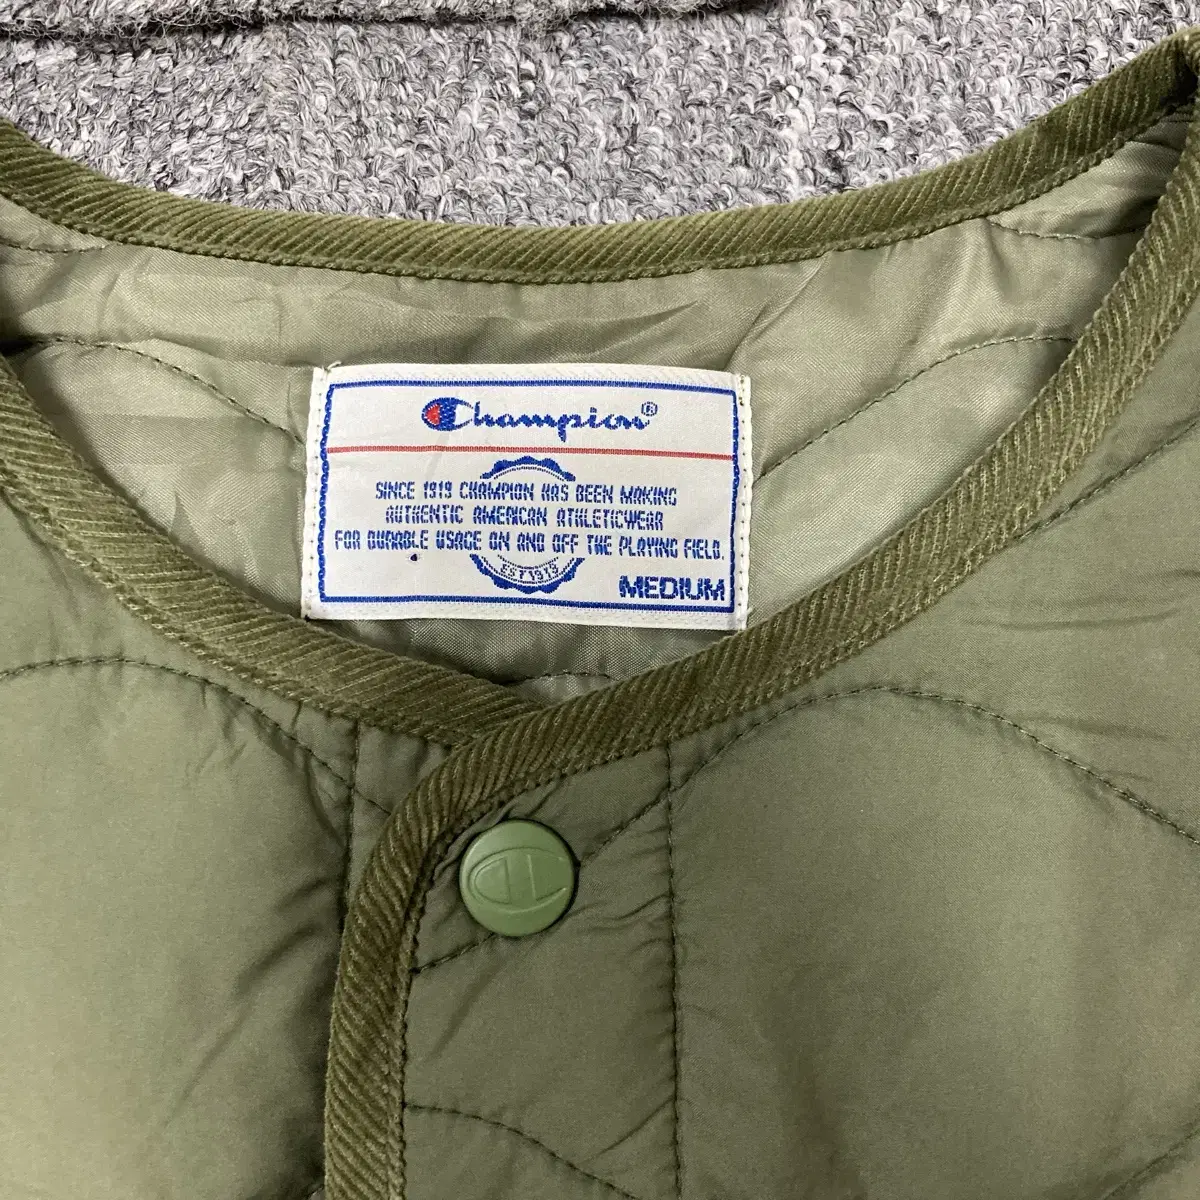 Champion®
SINCE 1919 CHAMPION HAS BEEN MAKING
AUTHENTIC AMERICAN ATHLETICWEAR
FOR DURABLE USAGE ON AND OFF THE PLAYING FIELD.
EST 1919
MEDIUM